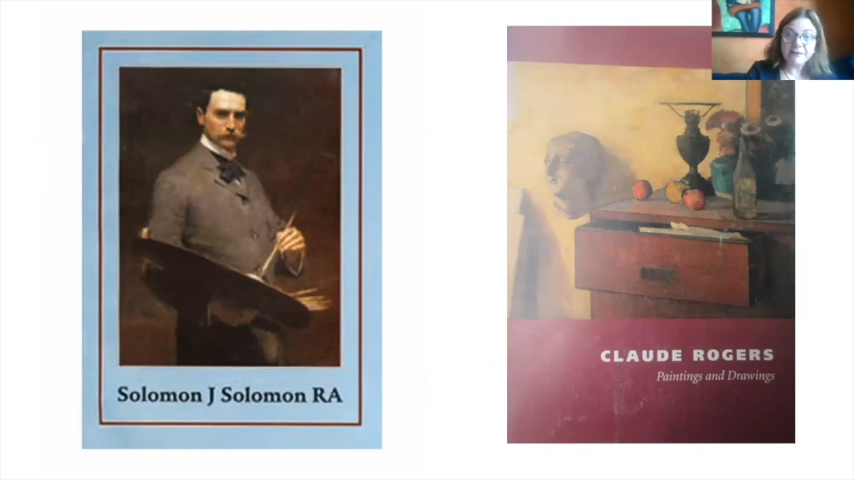 Solomon J Solomon RA
CLAUDE ROGERS
Paintings and Drawings